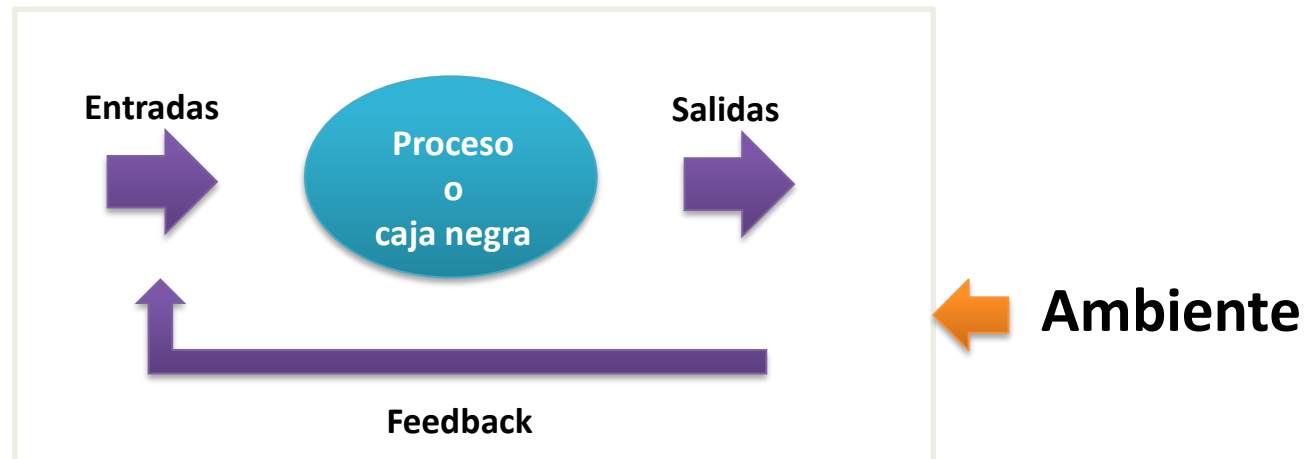 Entradas
Proceso
o
caja negra
Salidas
Ambiente
Feedback